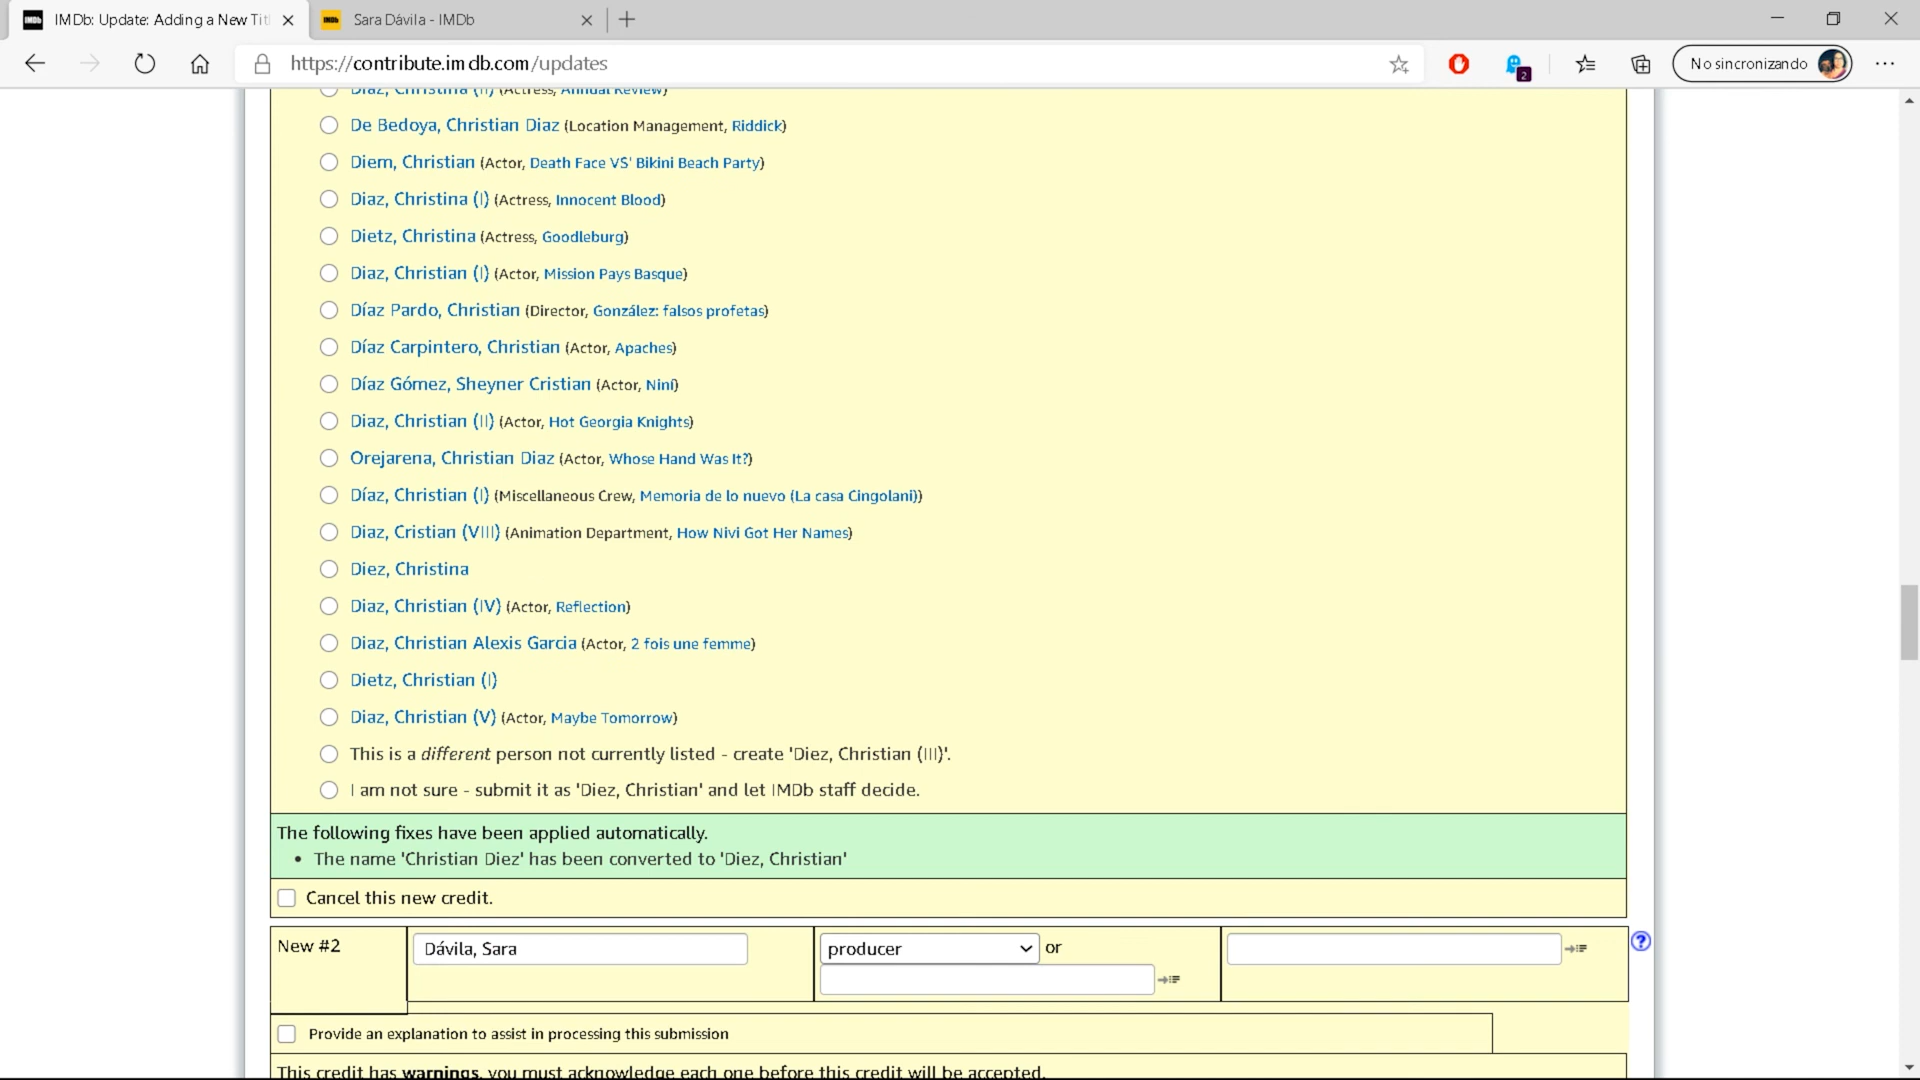 IMDb: Update: Adding a New Titl
Sara Dávila - IMDb
https://contribute.imdb.com/updates
No sincronizando
2
Diaz, Christina (II) (Actress, Annual Review)
De Bedoya, Christian Diaz (Location Management, Riddick)
Diem, Christian (Actor, Death Face VS' Bikini Beach Party)
Diaz, Christina (I) (Actress, Innocent Blood)
Dietz, Christina (Actress, Goodleburg)
Diaz, Christian (I) (Actor, Mission Pays Basque)
Díaz Pardo, Christian (Director, González: falsos profetas)
Díaz Carpintero, Christian (Actor, Apaches)
Díaz Gómez, Sheyner Cristian (Actor, Niní)
Diaz, Christian (II) (Actor, Hot Georgia Knights)
Orejarena, Christian Diaz (Actor, Whose Hand Was It?)
Díaz, Christian (I) (Miscellaneous Crew, Memoria de lo nuevo (La casa Cingolani))
Diaz, Cristian (VIII) (Animation Department, How Nivi Got Her Names)
Diez, Christina
Diaz, Christian (IV) (Actor, Reflection)
Diaz, Christian Alexis Garcia (Actor, 2 fois une femme)
Dietz, Christian (I)
Diaz, Christian (V) (Actor, Maybe Tomorrow)
This is a different person not currently listed - create 'Diez, Christian (III)'.
I am not sure - submit it as 'Diez, Christian' and let IMDb staff decide.
The following fixes have been applied automatically.
• The name 'Christian Diez' has been converted to 'Diez, Christian'
Cancel this new credit.
New #2
Dávila, Sara
producer
or
Provide an explanation to assist in processing this submission
This credit has warnings, you must acknowledge each one before this credit will be accepted.